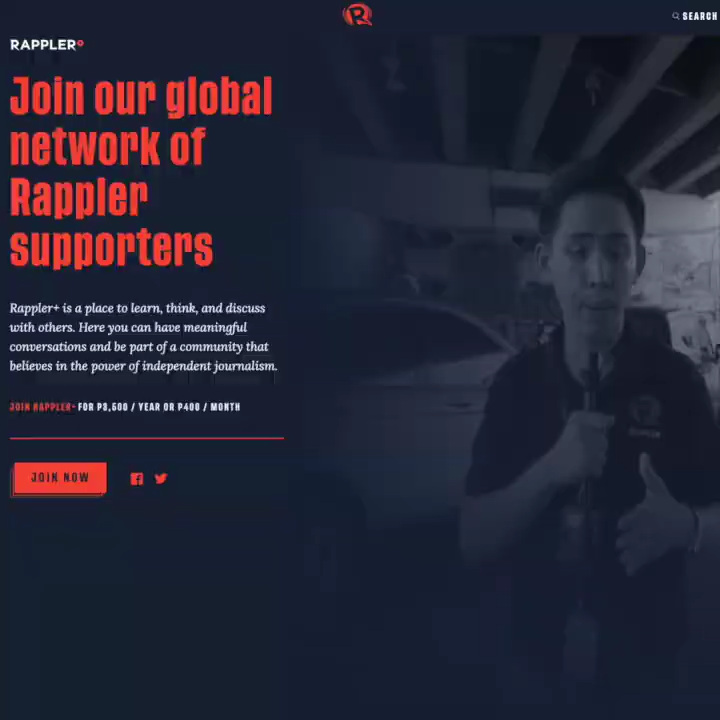 SEARCH
RAPPLER+
Join our global
network of
Rappler
supporters
Rappler+ is a place to learn, think, and discuss
with others. Here you can have meaningful
conversations and be part of a community that
believes in the power of independent journalism.
JOIN RAPPLER+ FOR P3,500 / YEAR OR P400 / MONTH
JOIN NOW